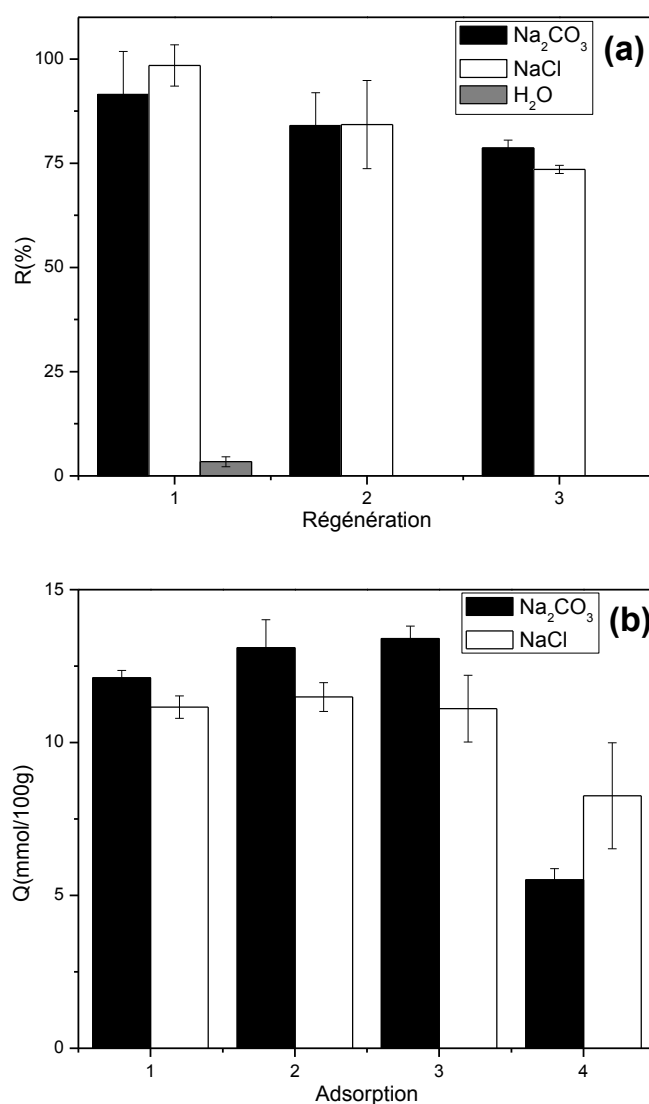 Na₂CO₃
NaCl
H₂O
(a)
100
75
50
25
0
R(%)
1 2 3
Régénération
Na₂CO₃
NaCl
(b)
15
10
5
0
Q(mmol/100g)
1 2 3 4
Adsorption